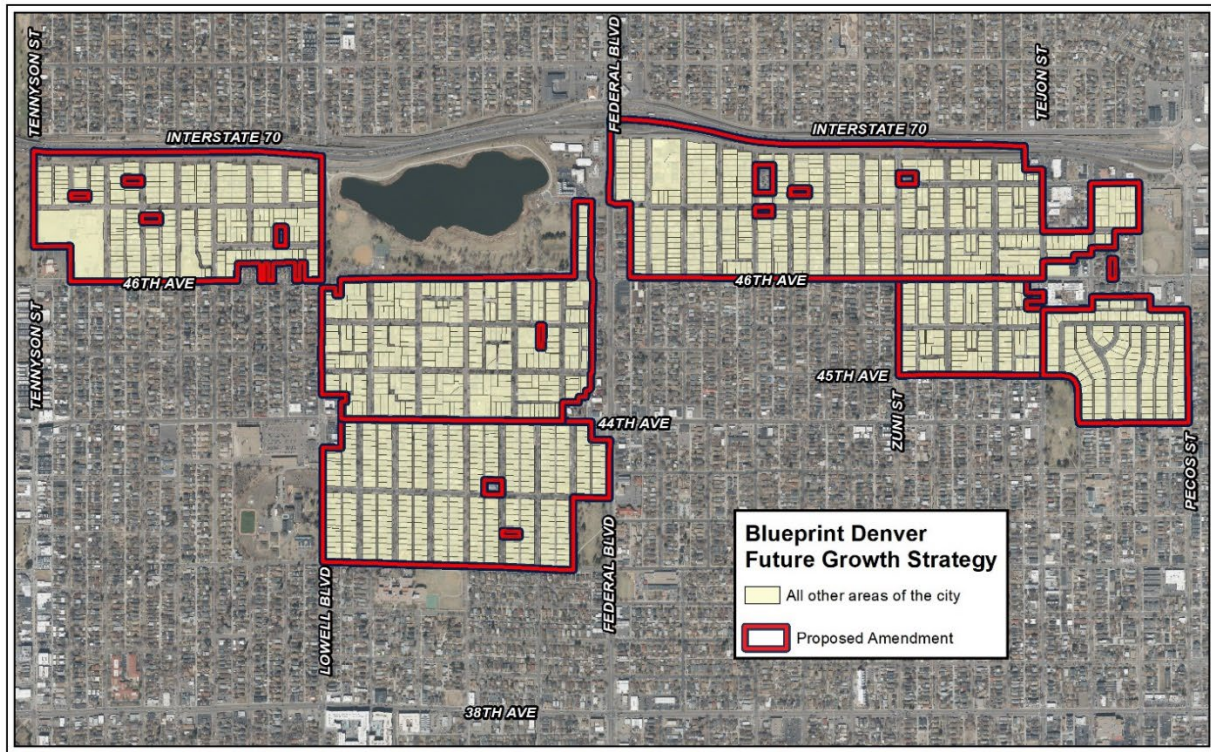 TENNYSON ST
FEDERAL BLVD
TEJON ST
INTERSTATE 70
INTERSTATE 70
46TH AVE
46TH AVE
TENNYSON ST
45TH AVE
44TH AVE
ZUNI ST
PECOS ST
LOWELL BLVD
FEDERAL BLVD
38TH AVE
Blueprint Denver
Future Growth Strategy
All other areas of the city
Proposed Amendment